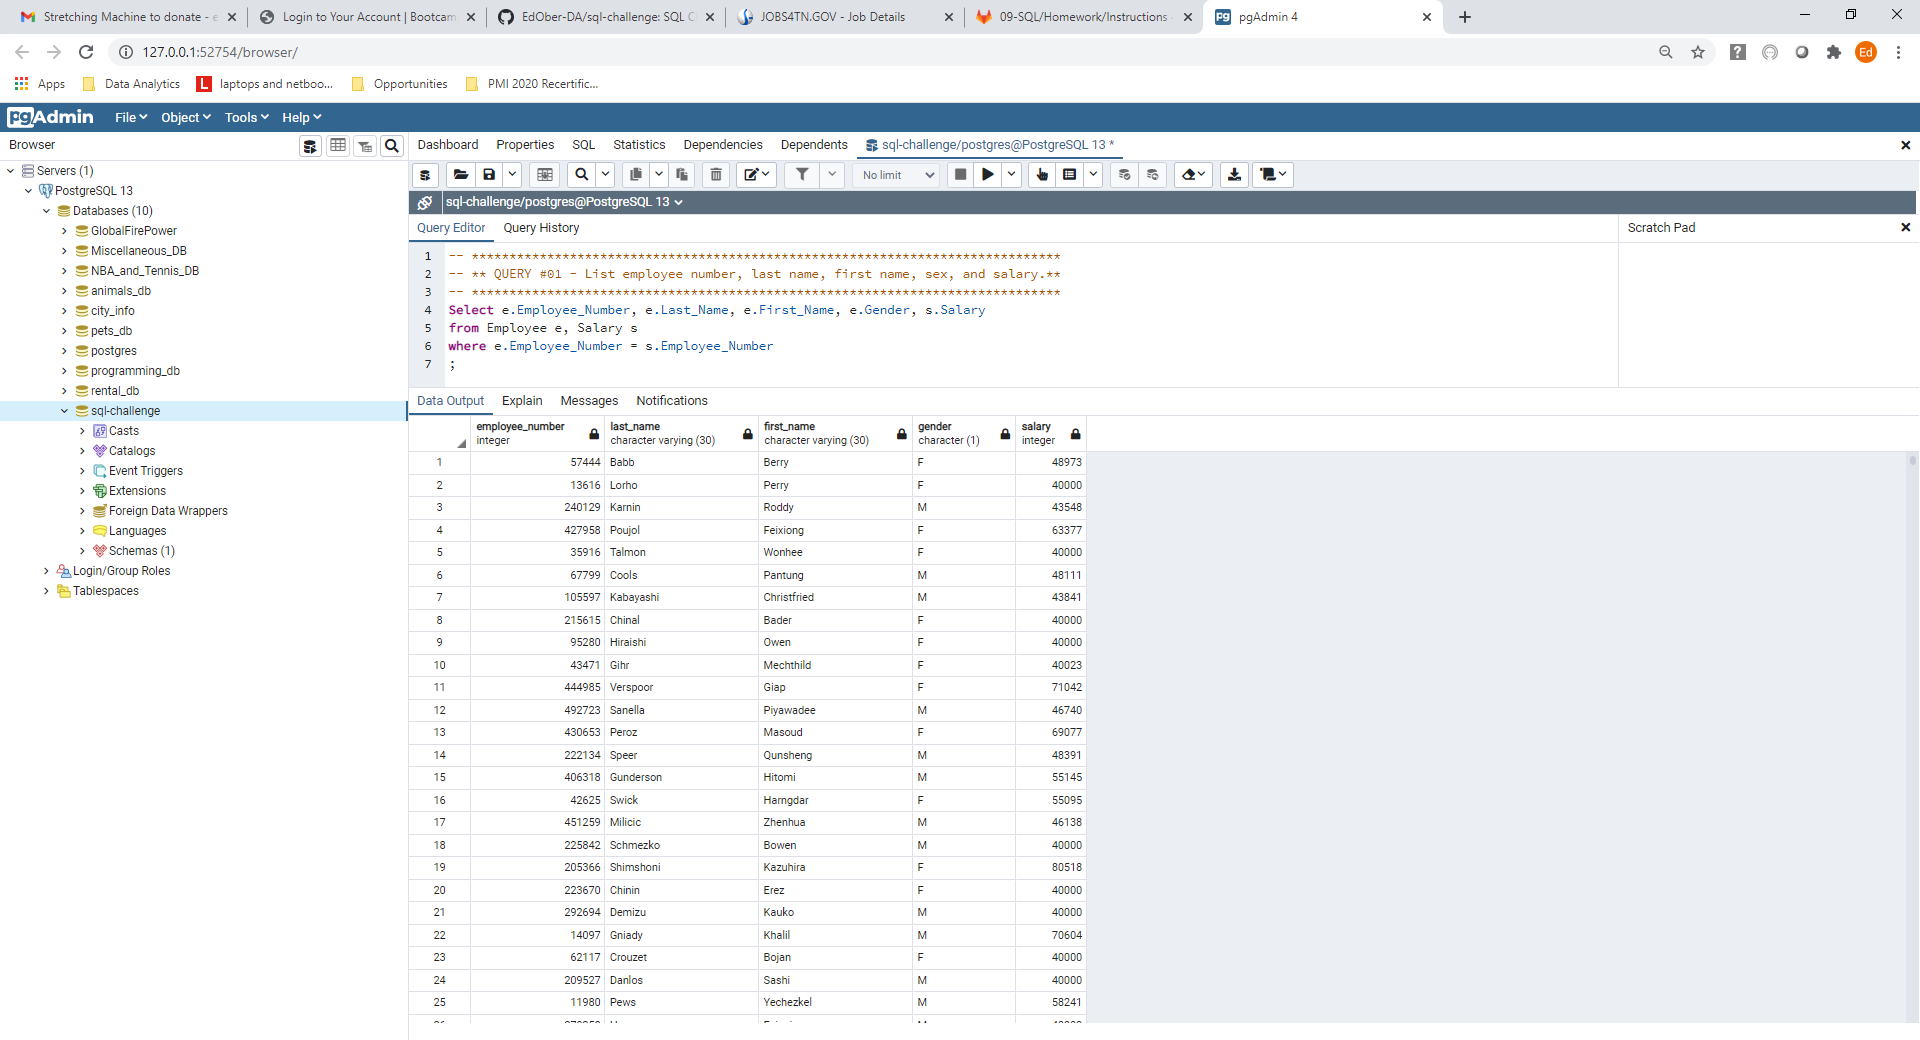 Stretching Machine to donate - e
Login to Your Account | Bootcam
EdOber-DA/sql-challenge: SQL C
JOBS4TN.GOV - Job Details
09-SQL/Homework/Instructions
pgAdmin 4
127.0.0.1:52754/browser/
Ed
Apps
Data Analytics
L laptops and netboo...
Opportunities
PMI 2020 Recertific...
pgAdmin File Object Tools Help
Browser
Dashboard Properties SQL Statistics Dependencies Dependents sql-challenge/postgres@PostgreSQL 13 *
No limit
sql-challenge/postgres@PostgreSQL 13
Query Editor Query History
Scratch Pad
Servers (1)
PostgreSQL 13
Databases (10)
GlobalFirePower
Miscellaneous_DB
NBA_and_Tennis_DB
animals_db
city_info
pets_db
postgres
programming_db
rental_db
sql-challenge
Casts
Catalogs
Event Triggers
Extensions
Foreign Data Wrappers
Languages
Schemas (1)
Login/Group Roles
Tablespaces
1 -- ******************************************************************************
2 -- ** QUERY #01 - List employee number, last name, first name, sex, and salary.**
3 -- ******************************************************************************
4 Select e.Employee_Number, e.Last_Name, e.First_Name, e.Gender, s.Salary
5 from Employee e, Salary s
6 where e.Employee_Number = s.Employee_Number
7 ;
Data Output Explain Messages Notifications
employee_number last_name first_name gender salary
integer character varying (30) character varying (30) character (1) integer
1 57444 Babb Berry F 48973
2 13616 Lorho Perry F 40000
3 240129 Karnin Roddy M 43548
4 427958 Poujol Feixiong F 63377
5 35916 Talmon Wonhee F 40000
6 67799 Cools Pantung M 48111
7 105597 Kabayashi Christfried M 43841
8 215615 Chinal Bader F 40000
9 95280 Hiraishi Owen F 40000
10 43471 Gihr Mechthild F 40023
11 444985 Verspoor Giap F 71042
12 492723 Sanella Piyawadee M 46740
13 430653 Peroz Masoud F 69077
14 222134 Speer Qunsheng M 48391
15 406318 Gunderson Hitomi M 55145
16 42625 Swick Harngdar F 55095
17 451259 Milicic Zhenhua M 46138
18 225842 Schmezko Bowen M 40000
19 205366 Shimshoni Kazuhira F 80518
20 223670 Chinin Erez F 40000
21 292694 Demizu Kauko M 40000
22 14097 Gniady Khalil M 70604
23 62117 Crouzet Bojan F 40000
24 209527 Danlos Sashi M 40000
25 11980 Pews Yechezkel M 58241